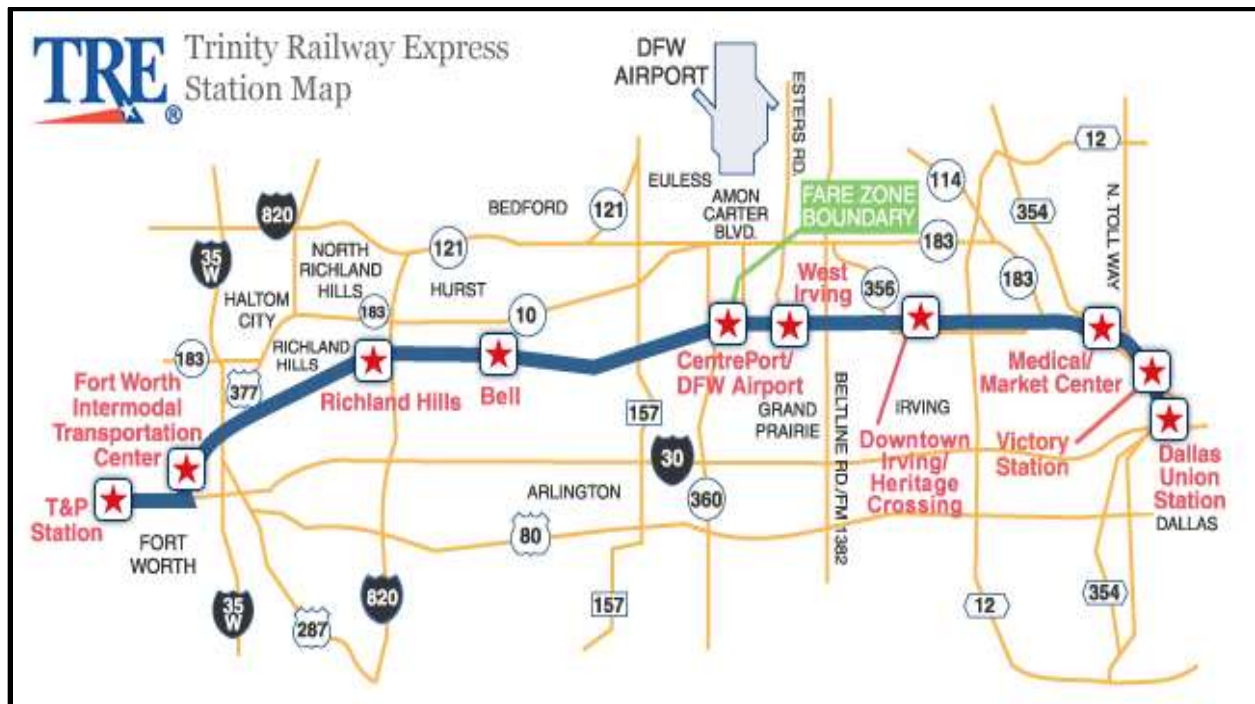 TRE
®
Trinity Railway Express
Station Map
DFW
AIRPORT
ESTERS RD.
12
820
BEDFORD
121
EULESS
AMON
CARTER
BLVD.
FARE ZONE
BOUNDARY
114
354
N. TOLL WAY
35
W
NORTH
RICHLAND
HILLS
121
HURST
183
HALTOM
CITY
183
10
West
Irving
356
183
183
RICHLAND
HILLS
377
Fort Worth
Intermodal
Transportation
Center
Richland Hills
Bell
CentrePort/
DFW Airport
Medical/
Market Center
GRAND
PRAIRIE
BELTLINE RD./FM 1382
IRVING
157
30
Downtown
Irving/
Heritage
Crossing
Victory
Station
Dallas
Union
Station
DALLAS
T&P
Station
ARLINGTON
360
80
FORT
WORTH
35
W
287
820
157
12
354